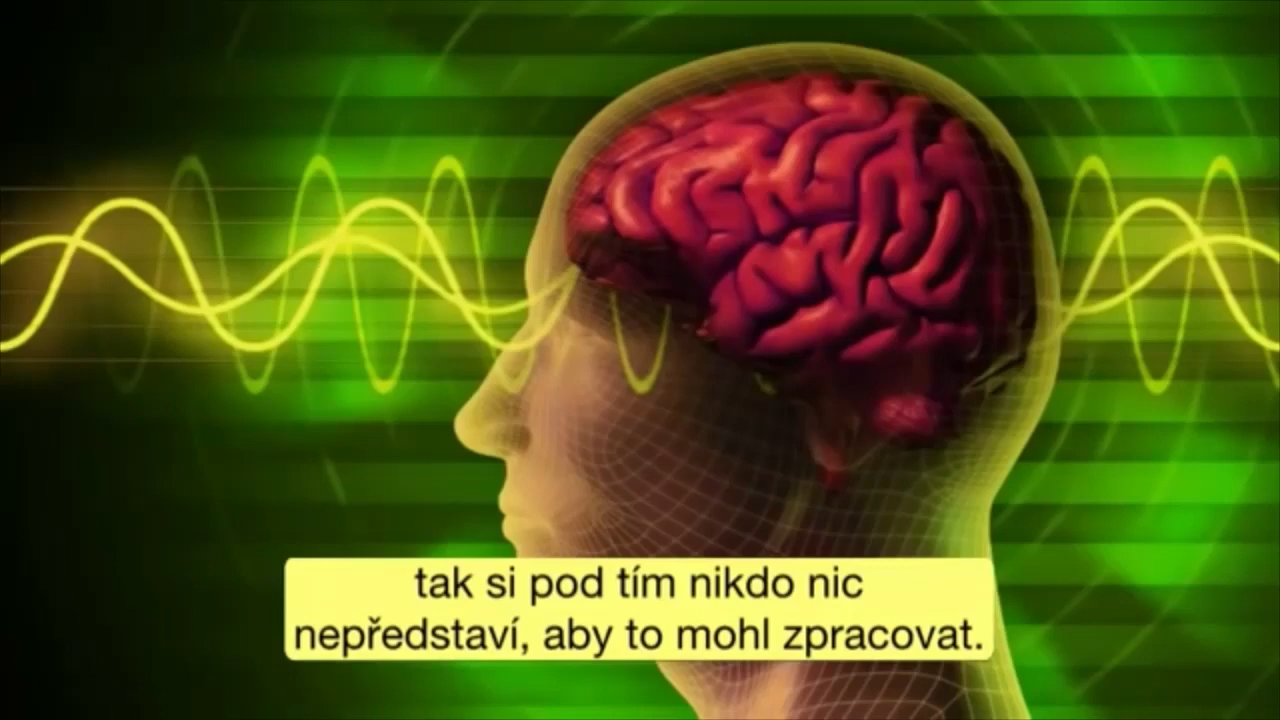 tak si pod tím nikdo nic
nepředstaví, aby to mohl zpracovat.